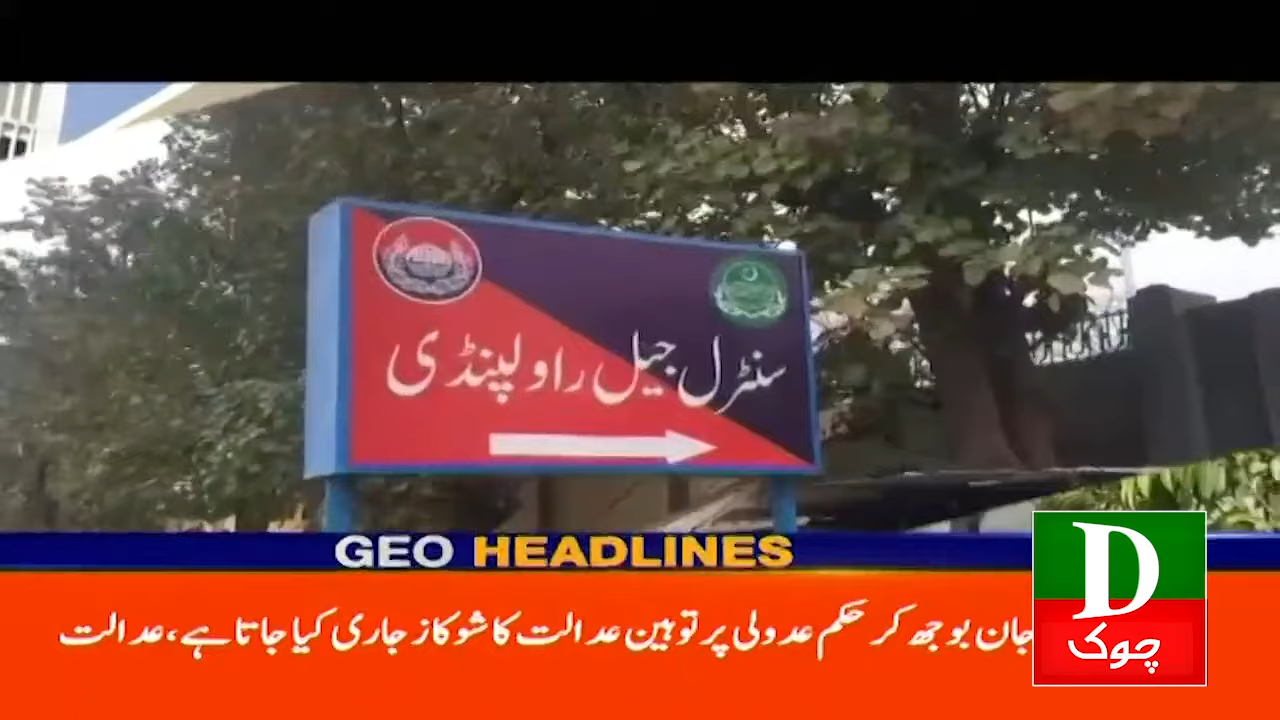 سنٹرل جیل راولپنڈی
GEO HEADLINES
جان بوجھ کر حکم عدولی پر توہین عدالت کا شوکاز جاری کیا جاتا ہے، عدالت
D
چوک